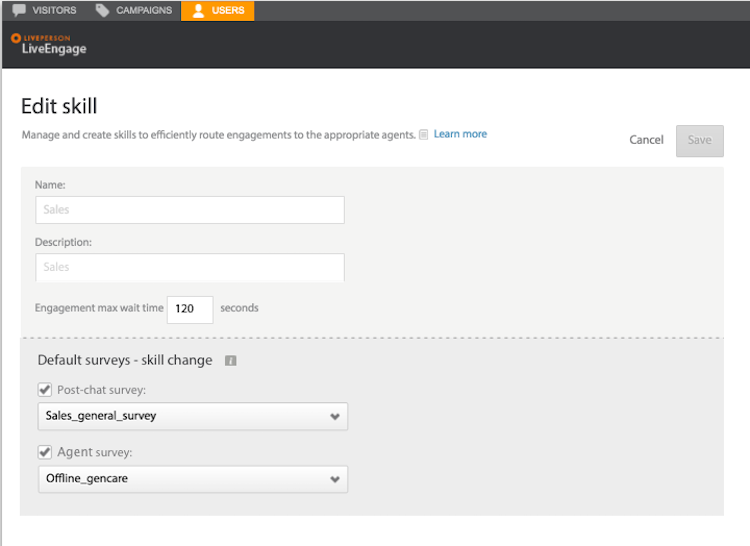 VISITORS CAMPAIGNS USERS
LIVEPERSON
LiveEngage
Edit skill
Manage and create skills to efficiently route engagements to the appropriate agents. Learn more
Cancel Save
Name:
Sales
Description:
Sales
Engagement max wait time 120 seconds
Default surveys - skill change i
Post-chat survey:
Sales_general_survey
Agent survey:
Offline_gencare